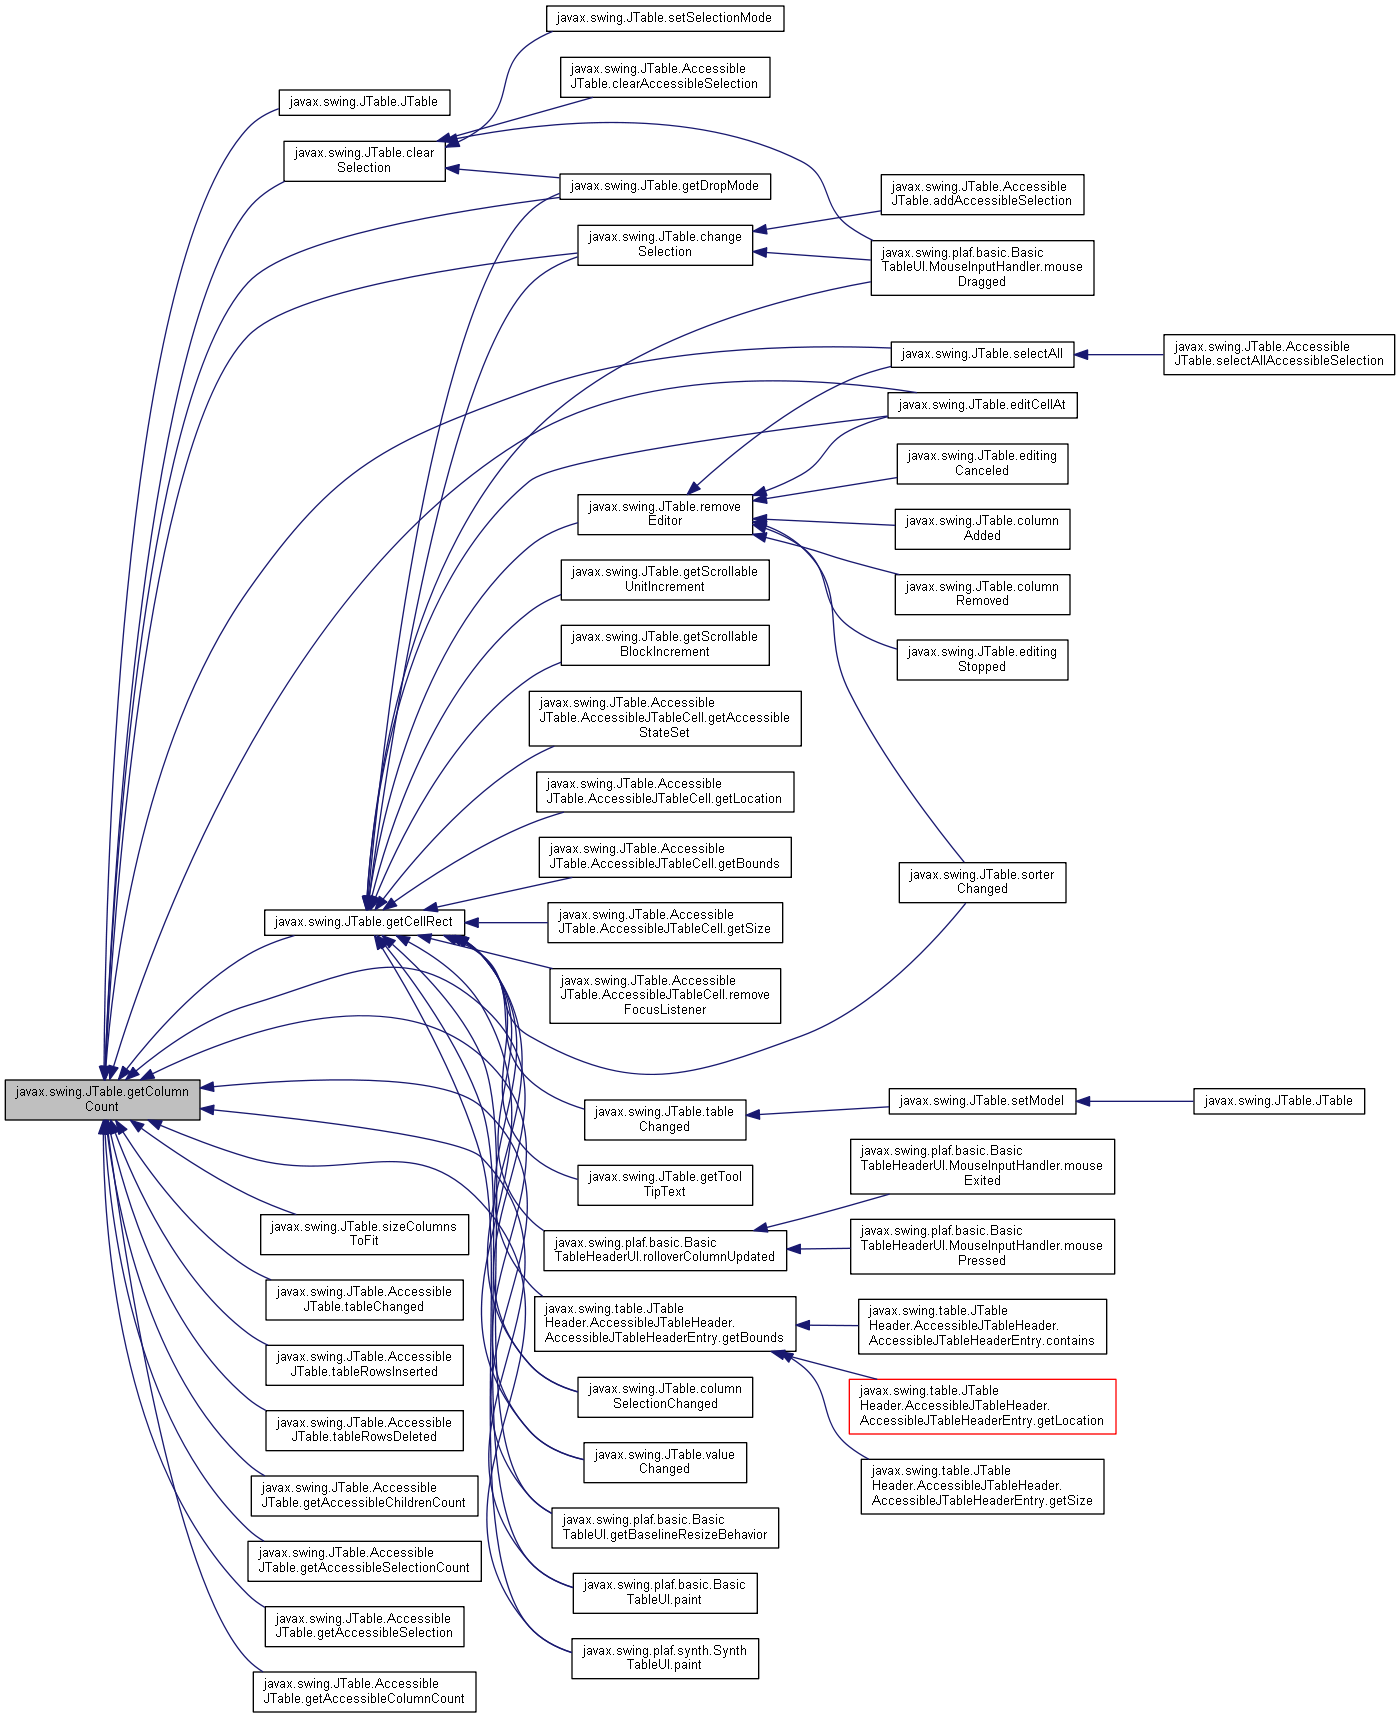 javax.swing.JTable.setSelectionMode
javax.swing.JTable.Accessible
JTable.clearAccessibleSelection
javax.swing.JTable.JTable
javax.swing.JTable.clear
Selection
javax.swing.JTable.getDropMode
javax.swing.JTable.Accessible
JTable.addAccessibleSelection
javax.swing.JTable.change
Selection
javax.swing.plaf.basic.Basic
TableUI.MouseInputHandler.mouse
Dragged
javax.swing.JTable.selectAll
javax.swing.JTable.Accessible
JTable.selectAllAccessibleSelection
javax.swing.JTable.editCellAt
javax.swing.JTable.editing
Canceled
javax.swing.JTable.remove
Editor
javax.swing.JTable.column
Added
javax.swing.JTable.getScrollable
UnitIncrement
javax.swing.JTable.column
Removed
javax.swing.JTable.getScrollable
BlockIncrement
javax.swing.JTable.editing
Stopped
javax.swing.JTable.Accessible
JTable.AccessibleJTableCell.getAccessible
StateSet
javax.swing.JTable.Accessible
JTable.AccessibleJTableCell.getLocation
javax.swing.JTable.Accessible
JTable.AccessibleJTableCell.getBounds
javax.swing.JTable.sorter
Changed
javax.swing.JTable.getCellRect
javax.swing.JTable.Accessible
JTable.AccessibleJTableCell.getSize
javax.swing.JTable.Accessible
JTable.AccessibleJTableCell.remove
FocusListener
javax.swing.JTable.getColumn
Count
javax.swing.JTable.table
Changed
javax.swing.JTable.setModel
javax.swing.JTable.JTable
javax.swing.JTable.getTool
TipText
javax.swing.plaf.basic.Basic
TableHeaderUI.MouseInputHandler.mouse
Exited
javax.swing.JTable.sizeColumns
ToFit
javax.swing.plaf.basic.Basic
TableHeaderUI.rolloverColumnUpdated
javax.swing.plaf.basic.Basic
TableHeaderUI.MouseInputHandler.mouse
Pressed
javax.swing.JTable.Accessible
JTable.tableChanged
javax.swing.table.JTable
Header.AccessibleJTableHeader.
AccessibleJTableHeaderEntry.getBounds
javax.swing.table.JTable
Header.AccessibleJTableHeader.
AccessibleJTableHeaderEntry.contains
javax.swing.JTable.Accessible
JTable.tableRowsInserted
javax.swing.JTable.column
SelectionChanged
javax.swing.table.JTable
Header.AccessibleJTableHeader.
AccessibleJTableHeaderEntry.getLocation
javax.swing.JTable.Accessible
JTable.tableRowsDeleted
javax.swing.JTable.value
Changed
javax.swing.table.JTable
Header.AccessibleJTableHeader.
AccessibleJTableHeaderEntry.getSize
javax.swing.JTable.Accessible
JTable.getAccessibleChildrenCount
javax.swing.plaf.basic.Basic
TableUI.getBaselineResizeBehavior
javax.swing.JTable.Accessible
JTable.getAccessibleSelectionCount
javax.swing.plaf.basic.Basic
TableUI.paint
javax.swing.JTable.Accessible
JTable.getAccessibleSelection
javax.swing.plaf.synth.Synth
TableUI.paint
javax.swing.JTable.Accessible
JTable.getAccessibleColumnCount